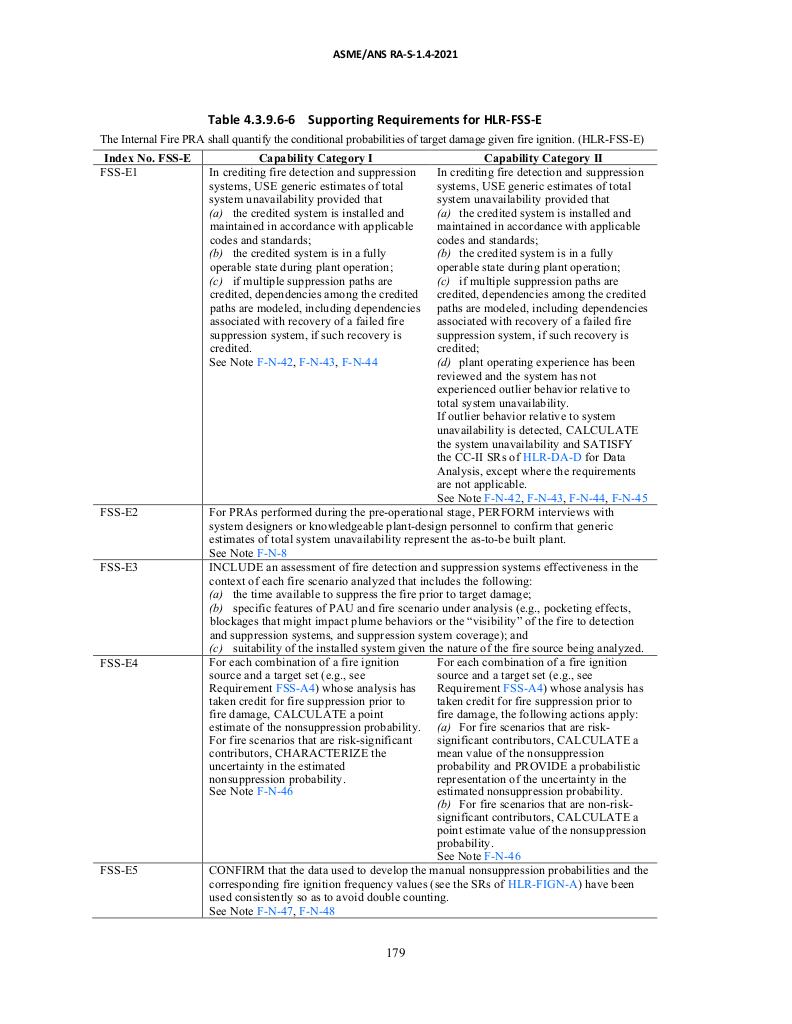 ASME/ANS RA-S-1.4-2021
Table 4.3.9.6-6 Supporting Requirements for HLR-FSS-E
The Internal Fire PRA shall quantify the conditional probabilities of target damage given fire ignition. (HLR-FSS-E)
Index No. FSS-E
Capability Category I
Capability Category II
FSS-E1
In crediting fire detection and suppression
systems, USE generic estimates of total
system unavailability provided that
(a) the credited system is installed and
maintained in accordance with applicable
codes and standards;
(b) the credited system is in a fully
operable state during plant operation;
(c) if multiple suppression paths are
credited, dependencies among the credited
paths are modeled, including dependencies
associated with recovery of a failed fire
suppression system, if such recovery is
credited.
See Note F-N-42, F-N-43, F-N-44
In crediting fire detection and suppression
systems, USE generic estimates of total
system unavailability provided that
(a) the credited system is installed and
maintained in accordance with applicable
codes and standards;
(b) the credited system is in a fully
operable state during plant operation;
(c) if multiple suppression paths are
credited, dependencies among the credited
paths are modeled, including dependencies
associated with recovery of a failed fire
suppression system, if such recovery is
credited;
(d) plant operating experience has been
reviewed and the system has not
experienced outlier behavior relative to
total system unavailability.
If outlier behavior relative to system
unavailability is detected, CALCULATE
the system unavailability and SATISFY
the CC-II SRs of HLR-DA-D for Data
Analysis, except where the requirements
are not applicable.
See Note F-N-42, F-N-43, F-N-44, F-N-45
FSS-E2
For PRAs performed during the pre-operational stage, PERFORM interviews with
system designers or knowledgeable plant-design personnel to confirm that generic
estimates of total system unavailability represent the as-to-be built plant.
See Note F-N-8
FSS-E3
INCLUDE an assessment of fire detection and suppression systems effectiveness in the
context of each fire scenario analyzed that includes the following:
(a) the time available to suppress the fire prior to target damage;
(b) specific features of PAU and fire scenario under analysis (e.g., pocketing effects,
blockages that might impact plume behaviors or the “visibility” of the fire to detection
and suppression systems, and suppression system coverage); and
(c) suitability of the installed system given the nature of the fire source being analyzed.
FSS-E4
For each combination of a fire ignition
source and a target set (e.g., see
Requirement FSS-A4) whose analysis has
taken credit for fire suppression prior to
fire damage, CALCULATE a point
estimate of the nonsuppression probability.
For fire scenarios that are risk-significant
contributors, CHARACTERIZE the
uncertainty in the estimated
nonsuppression probability.
See Note F-N-46
For each combination of a fire ignition
source and a target set (e.g., see
Requirement FSS-A4) whose analysis has
taken credit for fire suppression prior to
fire damage, the following actions apply:
(a) For fire scenarios that are risk-
significant contributors, CALCULATE a
mean value of the nonsuppression
probability and PROVIDE a probabilistic
representation of the uncertainty in the
estimated nonsuppression probability.
(b) For fire scenarios that are non-risk-
significant contributors, CALCULATE a
point estimate value of the nonsuppression
probability.
See Note F-N-46
FSS-E5
CONFIRM that the data used to develop the manual nonsuppression probabilities and the
corresponding fire ignition frequency values (see the SRs of HLR-FIGN-A) have been
used consistently so as to avoid double counting.
See Note F-N-47, F-N-48
179